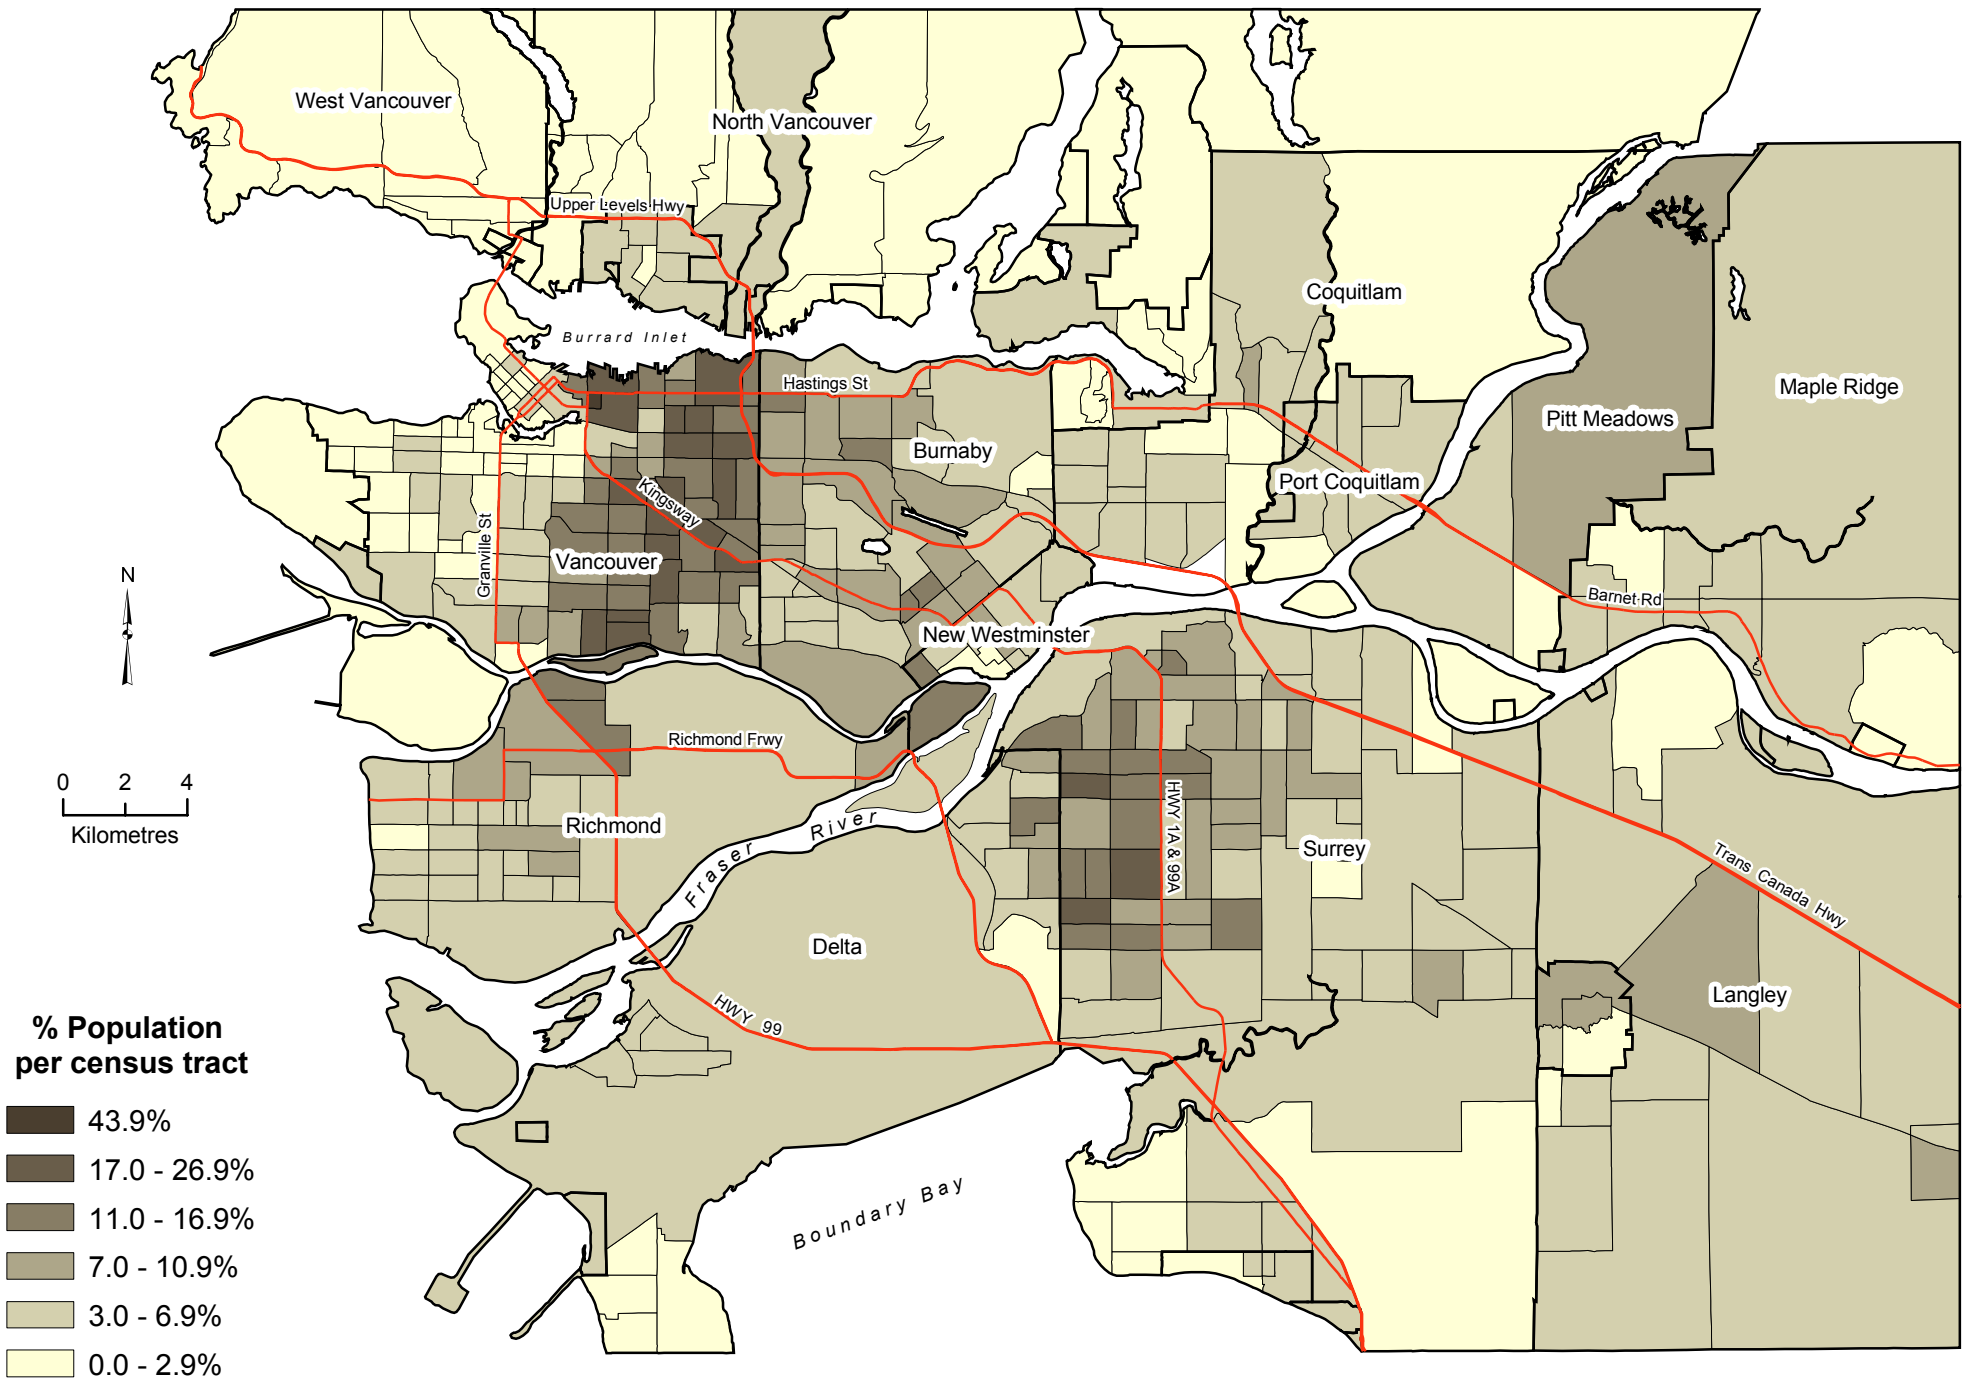 West Vancouver
North Vancouver
Upper Levels Hwy
Coquitlam
Burrard Inlet
Hastings St
Maple Ridge
Pitt Meadows
Burnaby
Port Coquitlam
Kingsway
Granville St
Vancouver
N
Barnet Rd
New Westminster
Richmond Frwy
0 2 4
Kilometres
HWY 1A & 99A
Richmond
Fraser River
Surrey
Trans Canada Hwy
Delta
Langley
HWY 99
Boundary Bay
% Population
per census tract
43.9%
17.0 - 26.9%
11.0 - 16.9%
7.0 - 10.9%
3.0 - 6.9%
0.0 - 2.9%